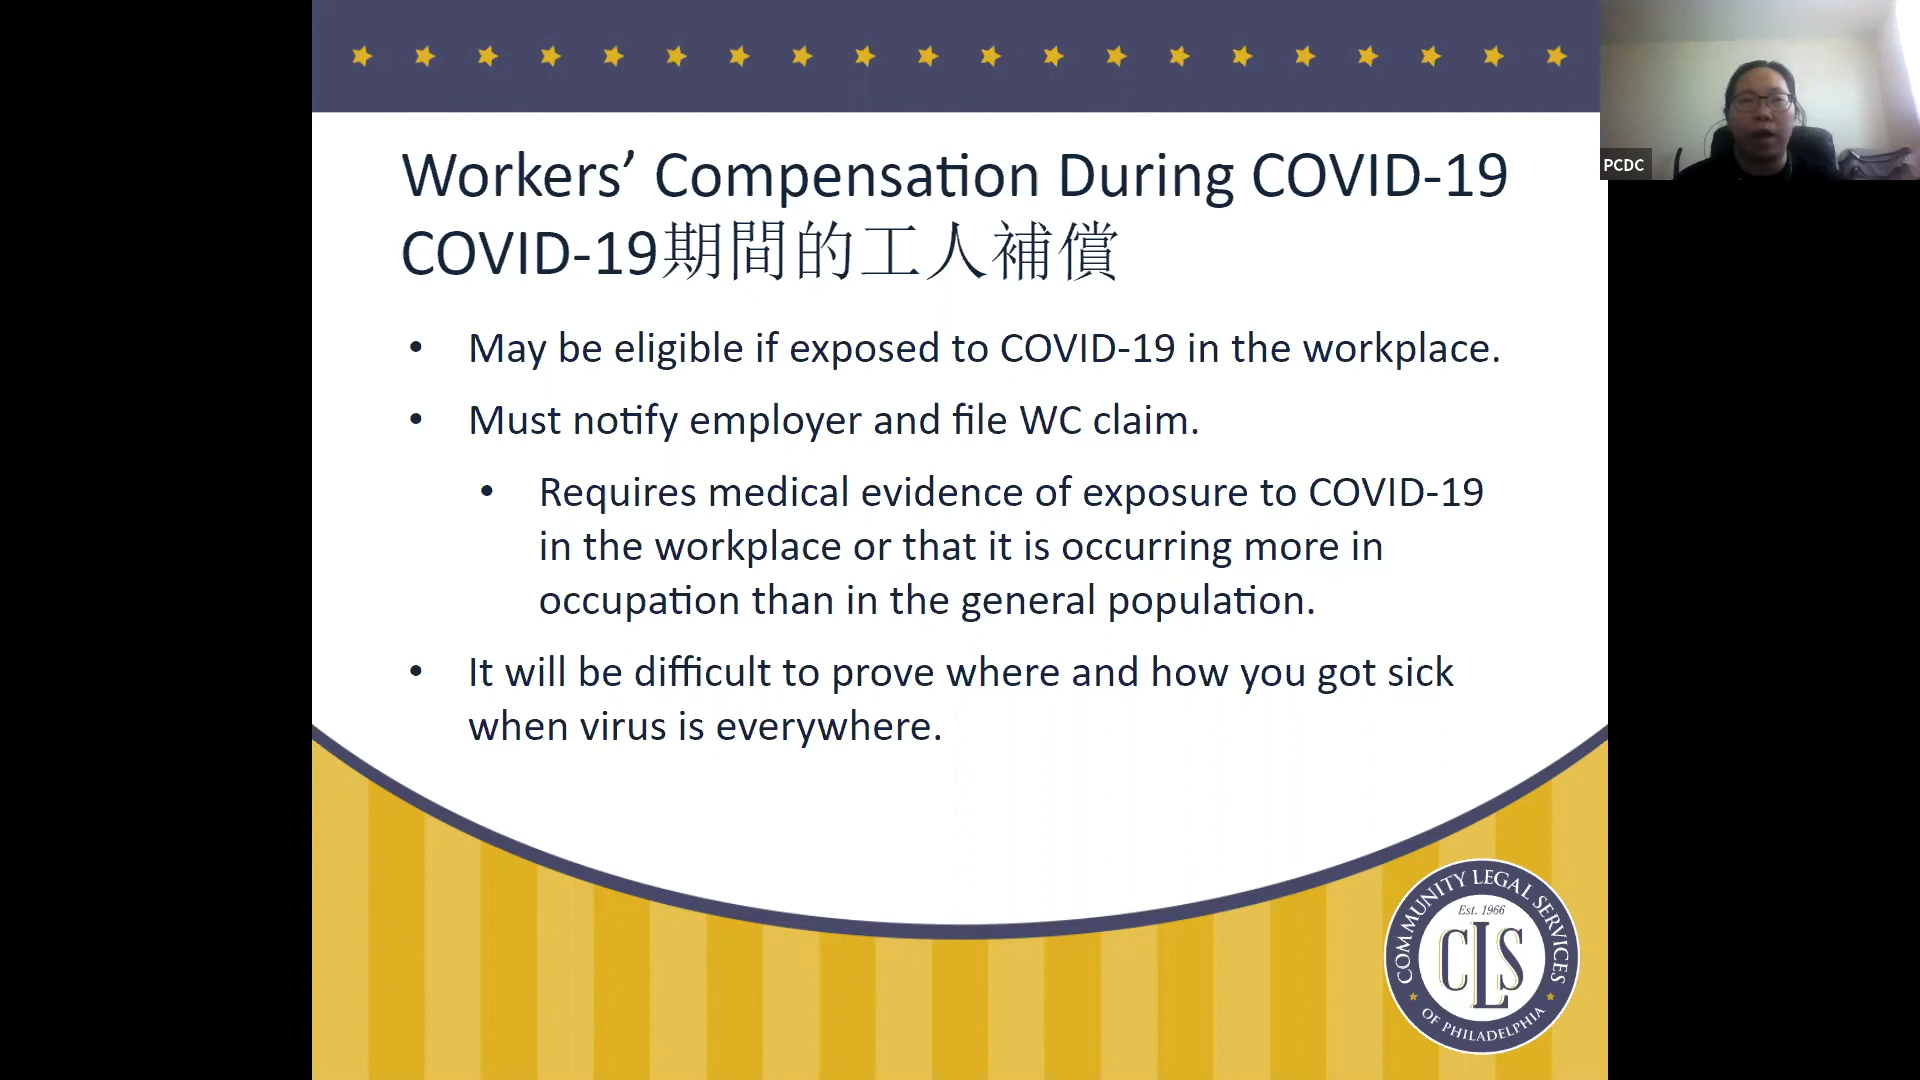 Workers’ Compensation During COVID-19
COVID-19期間的工人補償
• May be eligible if exposed to COVID-19 in the workplace.
• Must notify employer and file WC claim.
• Requires medical evidence of exposure to COVID-19
in the workplace or that it is occurring more in
occupation than in the general population.
• It will be difficult to prove where and how you got sick
when virus is everywhere.
PCDC
COMMUNITY LEGAL SERVICES
Est. 1966
CLS
OF PHILADELPHIA